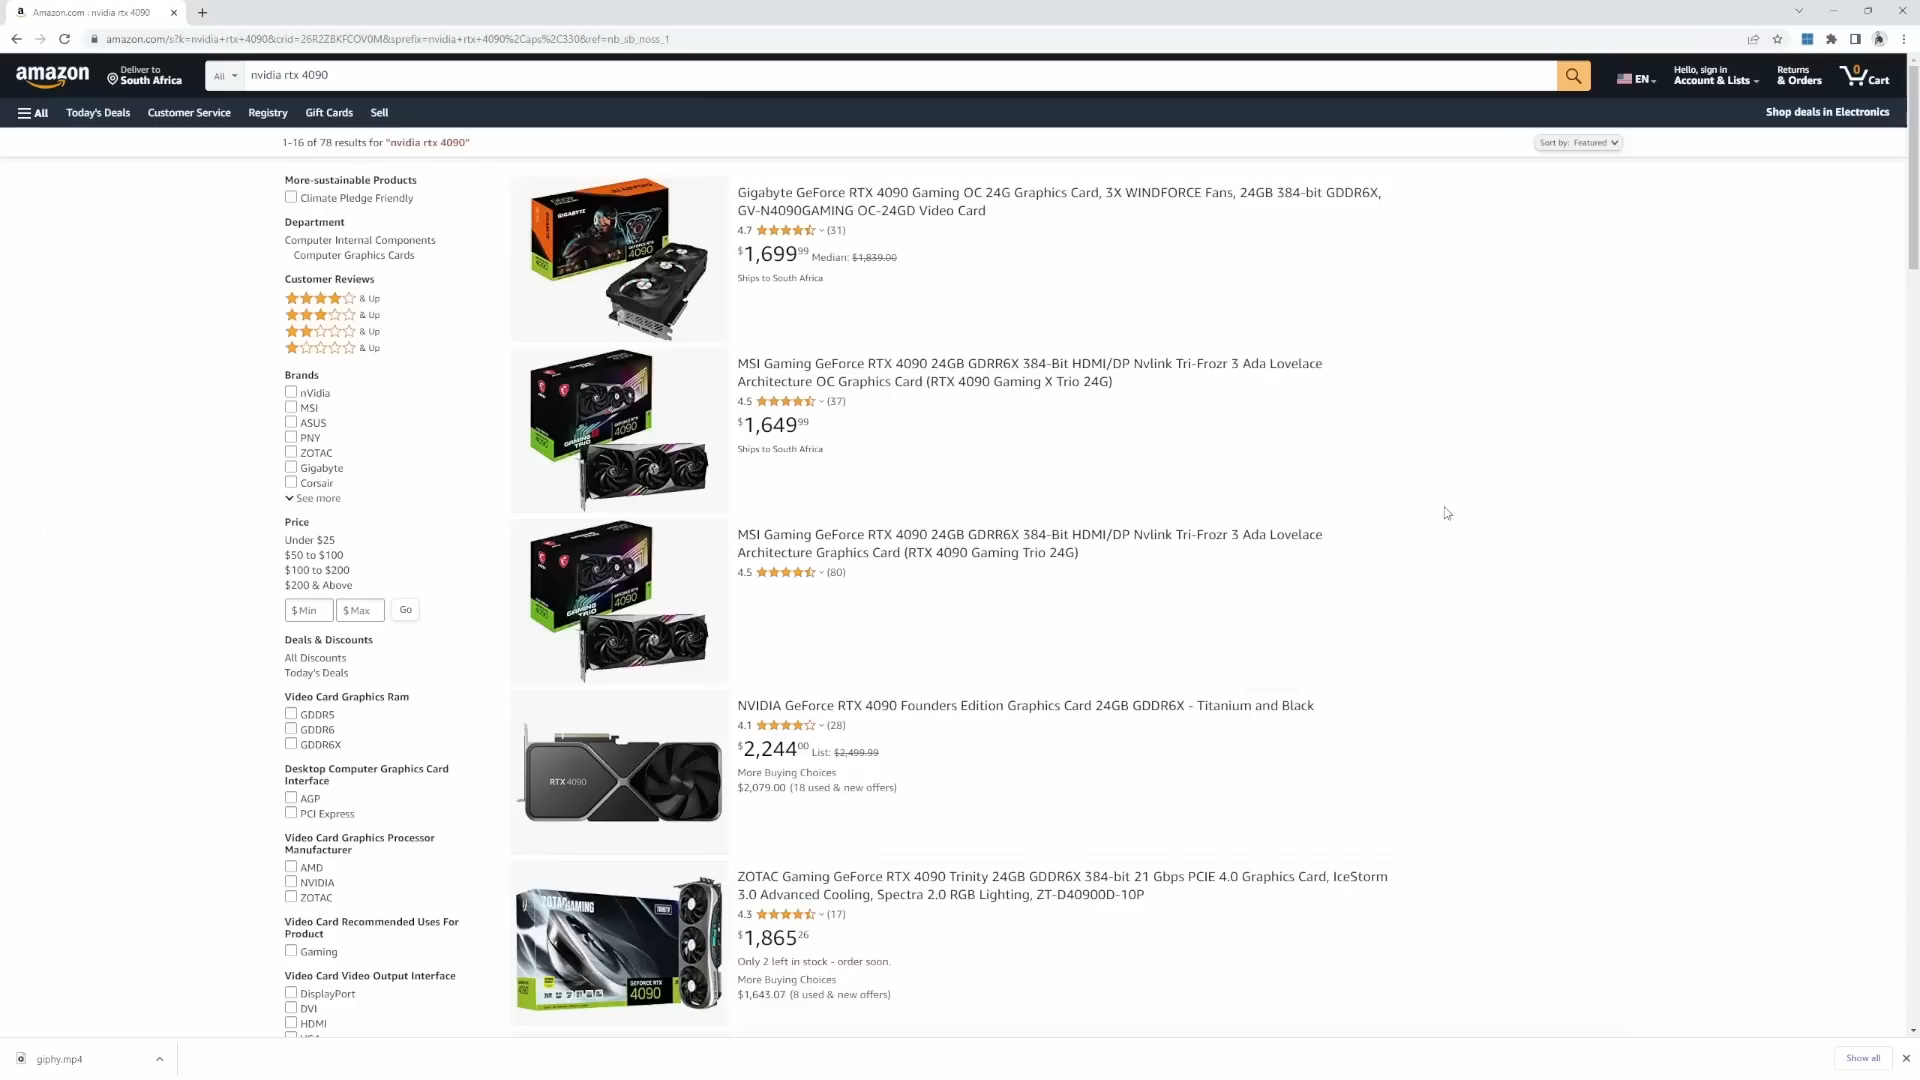 Amazon.com : nvidia rtx 4090
amazon.com/s?k=nvidia+rtx+4090&crid=26R2ZBKFCOV0M&sprefix=nvidia+rtx+4090%2Caps%2C330&ref=nb_sb_noss_1
amazon
Deliver to
South Africa
All
nvidia rtx 4090
EN
Hello, sign in
Account & Lists
Returns
& Orders
0
Cart
All
Today's Deals
Customer Service
Registry
Gift Cards
Sell
Shop deals in Electronics
1-16 of 78 results for "nvidia rtx 4090"
Sort by: Featured
More-sustainable Products
Climate Pledge Friendly
Department
Computer Internal Components
Computer Graphics Cards
Customer Reviews
& Up
& Up
& Up
& Up
Brands
nVidia
MSI
ASUS
PNY
ZOTAC
Gigabyte
Corsair
See more
Price
Under $25
$50 to $100
$100 to $200
$200 & Above
$ Min
$ Max
Go
Deals & Discounts
All Discounts
Today's Deals
Video Card Graphics Ram
GDDR5
GDDR6
GDDR6X
Desktop Computer Graphics Card
Interface
AGP
PCI Express
Video Card Graphics Processor
Manufacturer
AMD
NVIDIA
ZOTAC
Video Card Recommended Uses For
Product
Gaming
Video Card Video Output Interface
DisplayPort
DVI
HDMI
GIGABYTE
4090
Gigabyte GeForce RTX 4090 Gaming OC 24G Graphics Card, 3X WINDFORCE Fans, 24GB 384-bit GDDR6X,
GV-N4090GAMING OC-24GD Video Card
4.7 (31)
$1,699.99 Median: $1,839.00
Ships to South Africa
4090
MSI Gaming GeForce RTX 4090 24GB GDRR6X 384-Bit HDMI/DP Nvlink Tri-Frozr 3 Ada Lovelace
Architecture OC Graphics Card (RTX 4090 Gaming X Trio 24G)
4.5 (37)
$1,649.99
Ships to South Africa
GAMING
TRIO
4090
MSI Gaming GeForce RTX 4090 24GB GDRR6X 384-Bit HDMI/DP Nvlink Tri-Frozr 3 Ada Lovelace
Architecture Graphics Card (RTX 4090 Gaming Trio 24G)
4.5 (80)
RTX 4090
NVIDIA GeForce RTX 4090 Founders Edition Graphics Card 24GB GDDR6X - Titanium and Black
4.1 (28)
$2,244.00 List: $2,499.99
More Buying Choices
$2,079.00 (18 used & new offers)
ZOTAC GAMING
TRINITY
GEFORCE RTX
4090
ZOTAC Gaming GeForce RTX 4090 Trinity 24GB GDDR6X 384-bit 21 Gbps PCIE 4.0 Graphics Card, IceStorm
3.0 Advanced Cooling, Spectra 2.0 RGB Lighting, ZT-D40900D-10P
4.3 (17)
$1,865.26
Only 2 left in stock - order soon.
More Buying Choices
$1,643.07 (8 used & new offers)
giphy.mp4
Show all